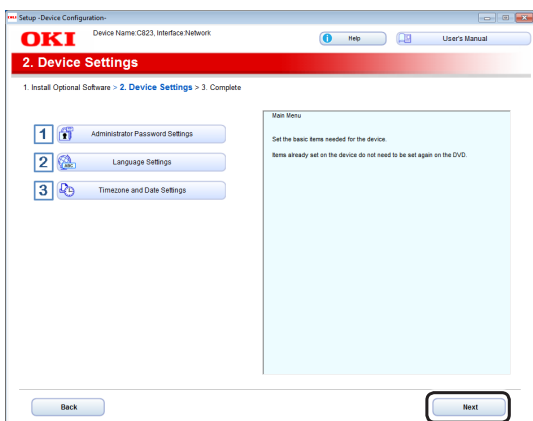 OKI Setup -Device Configuration-
OKI
Device Name:C823, Interface:Network
Help
User's Manual
2. Device Settings
1. Install Optional Software > 2. Device Settings > 3. Complete
Main Menu
1 Administrator Password Settings
Set the basic items needed for the device.
Items already set on the device do not need to be set again on the DVD.
2 ABC Language Settings
3 Timezone and Date Settings
Back
Next